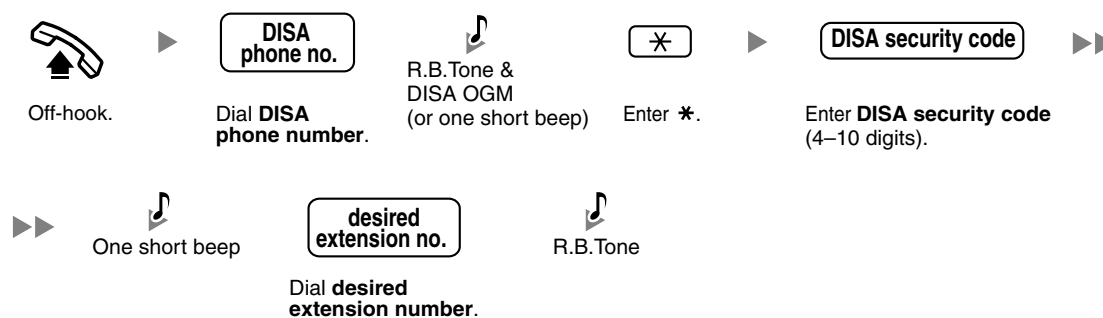 DISA
phone no.
R.B.Tone &
DISA OGM
(or one short beep)
✱
DISA security code
Off-hook.
Dial DISA
phone number.
Enter ✱.
Enter DISA security code
(4–10 digits).
One short beep
desired
extension no.
R.B.Tone
Dial desired
extension number.